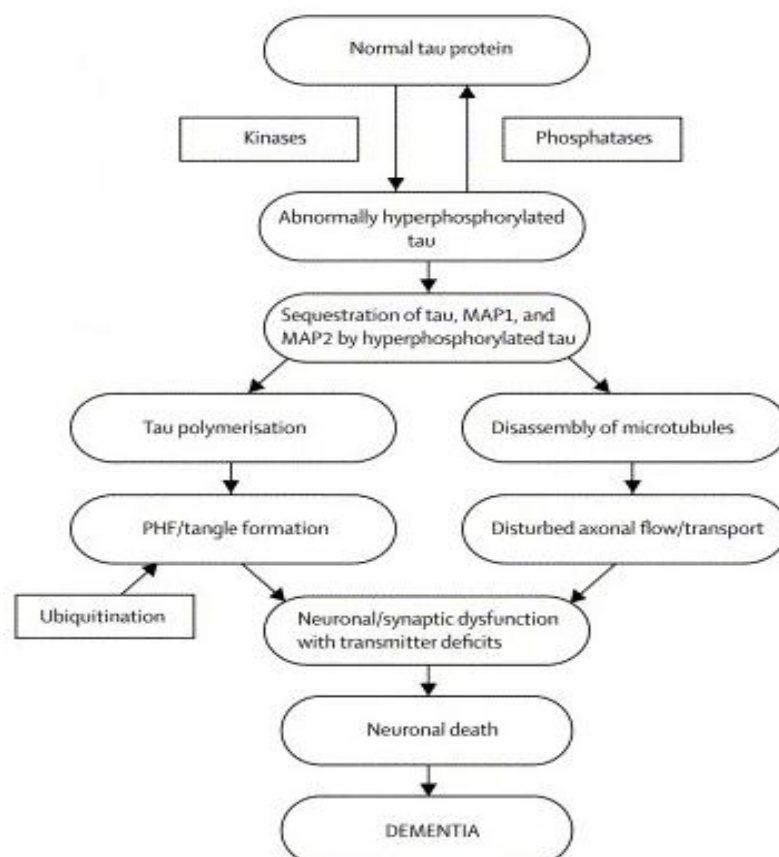 Normal tau protein
Kinases
Phosphatases
Abnormally hyperphosphorylated
tau
Sequestration of tau, MAP1, and
MAP2 by hyperphosphorylated tau
Tau polymerisation
Disassembly of microtubules
PHF/tangle formation
Disturbed axonal flow/transport
Ubiquitination
Neuronal/synaptic dysfunction
with transmitter deficits
Neuronal death
DEMENTIA